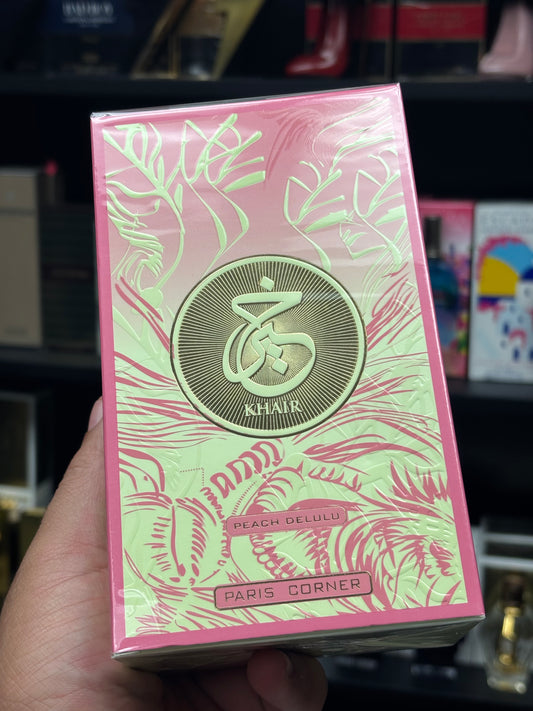 خير
KHAIR
PEACH DELULU
PARIS CORNER